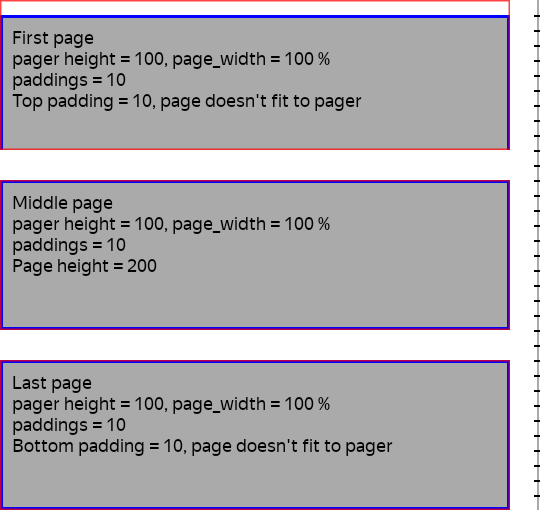 First page
pager height = 100, page_width = 100 %
paddings = 10
Top padding = 10, page doesn't fit to pager
Middle page
pager height = 100, page_width = 100 %
paddings = 10
Page height = 200
Last page
pager height = 100, page_width = 100 %
paddings = 10
Bottom padding = 10, page doesn't fit to pager